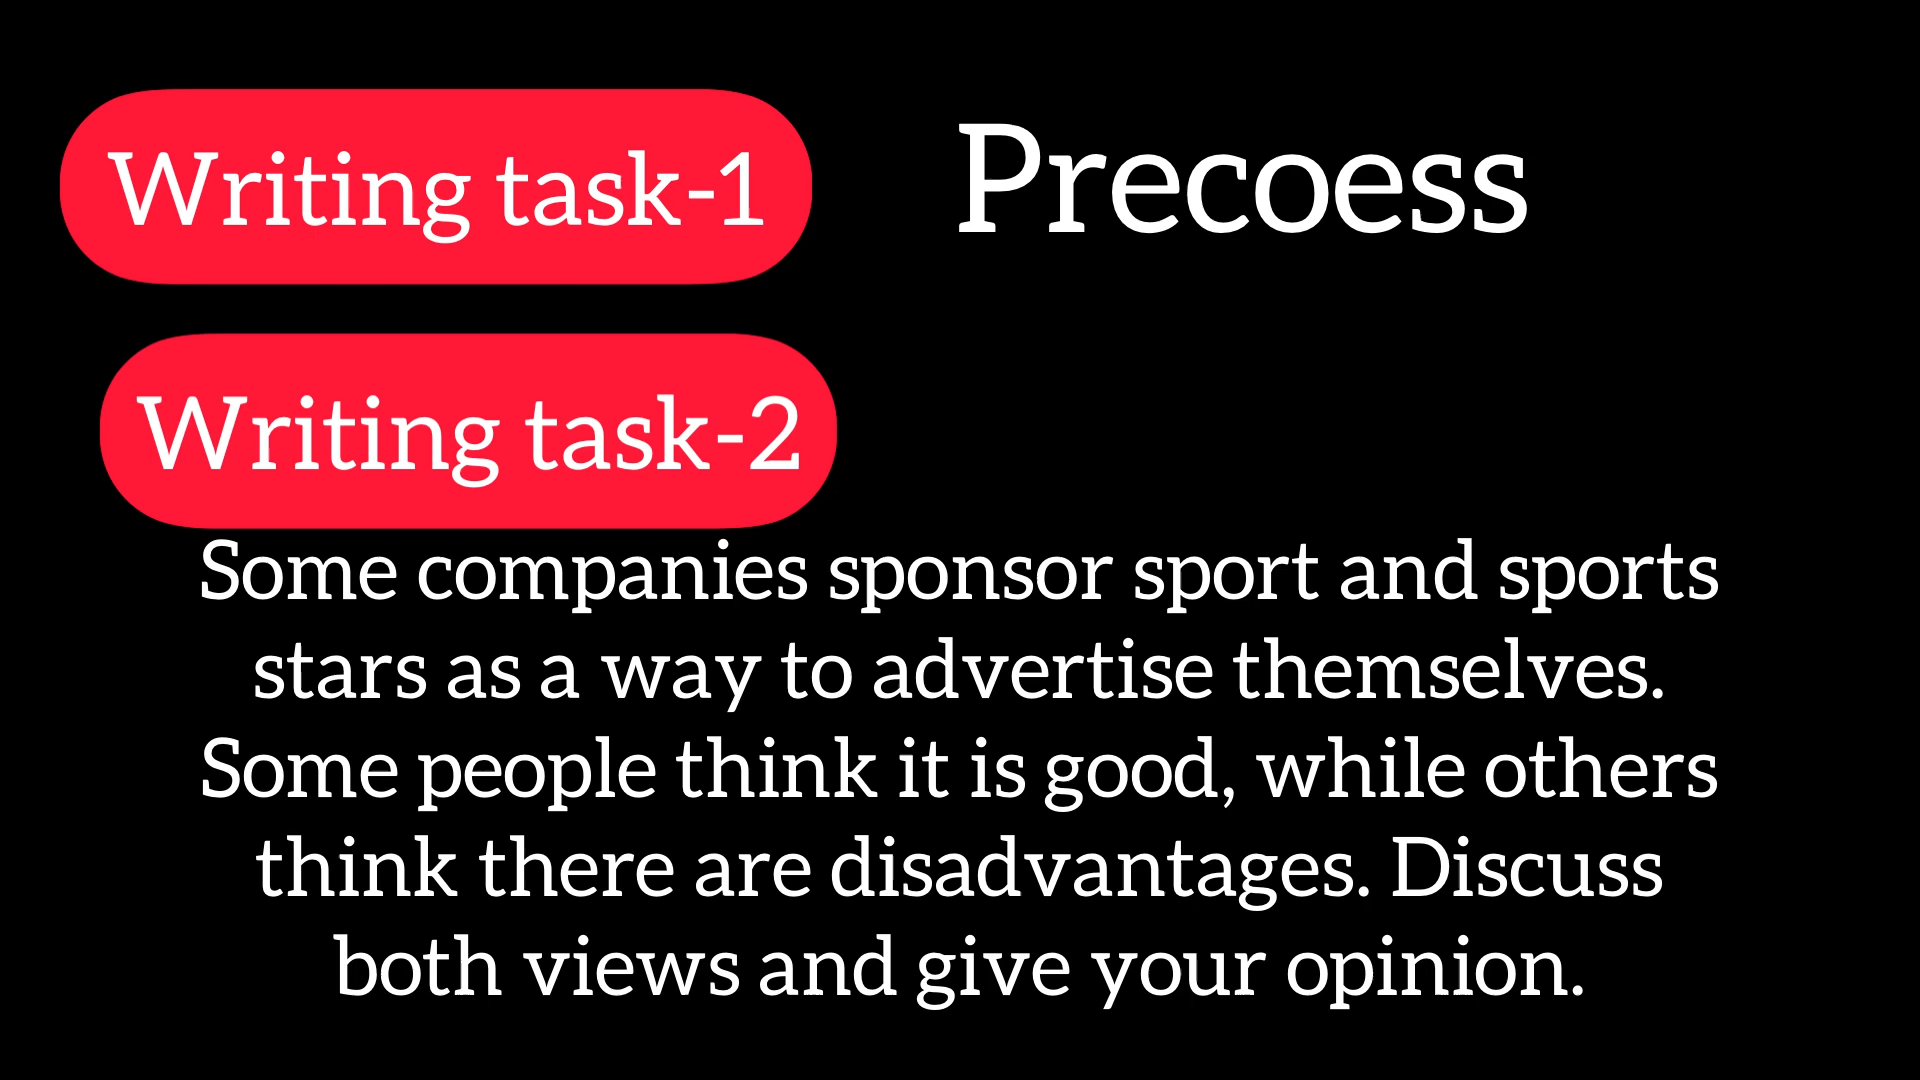 Writing task-1
Precoess
Writing task-2
Some companies sponsor sport and sports
stars as a way to advertise themselves.
Some people think it is good, while others
think there are disadvantages. Discuss
both views and give your opinion.